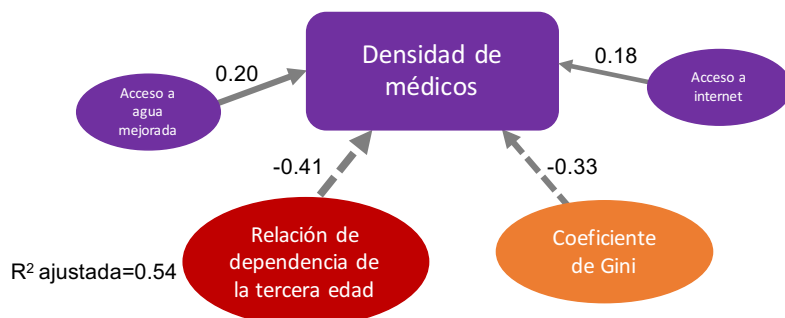 Densidad de
médicos
0.20
0.18
Acceso a
agua
mejorada
Acceso a
internet
-0.41
-0.33
Relación de
dependencia de
la tercera edad
Coeficiente
de Gini
R² ajustada=0.54